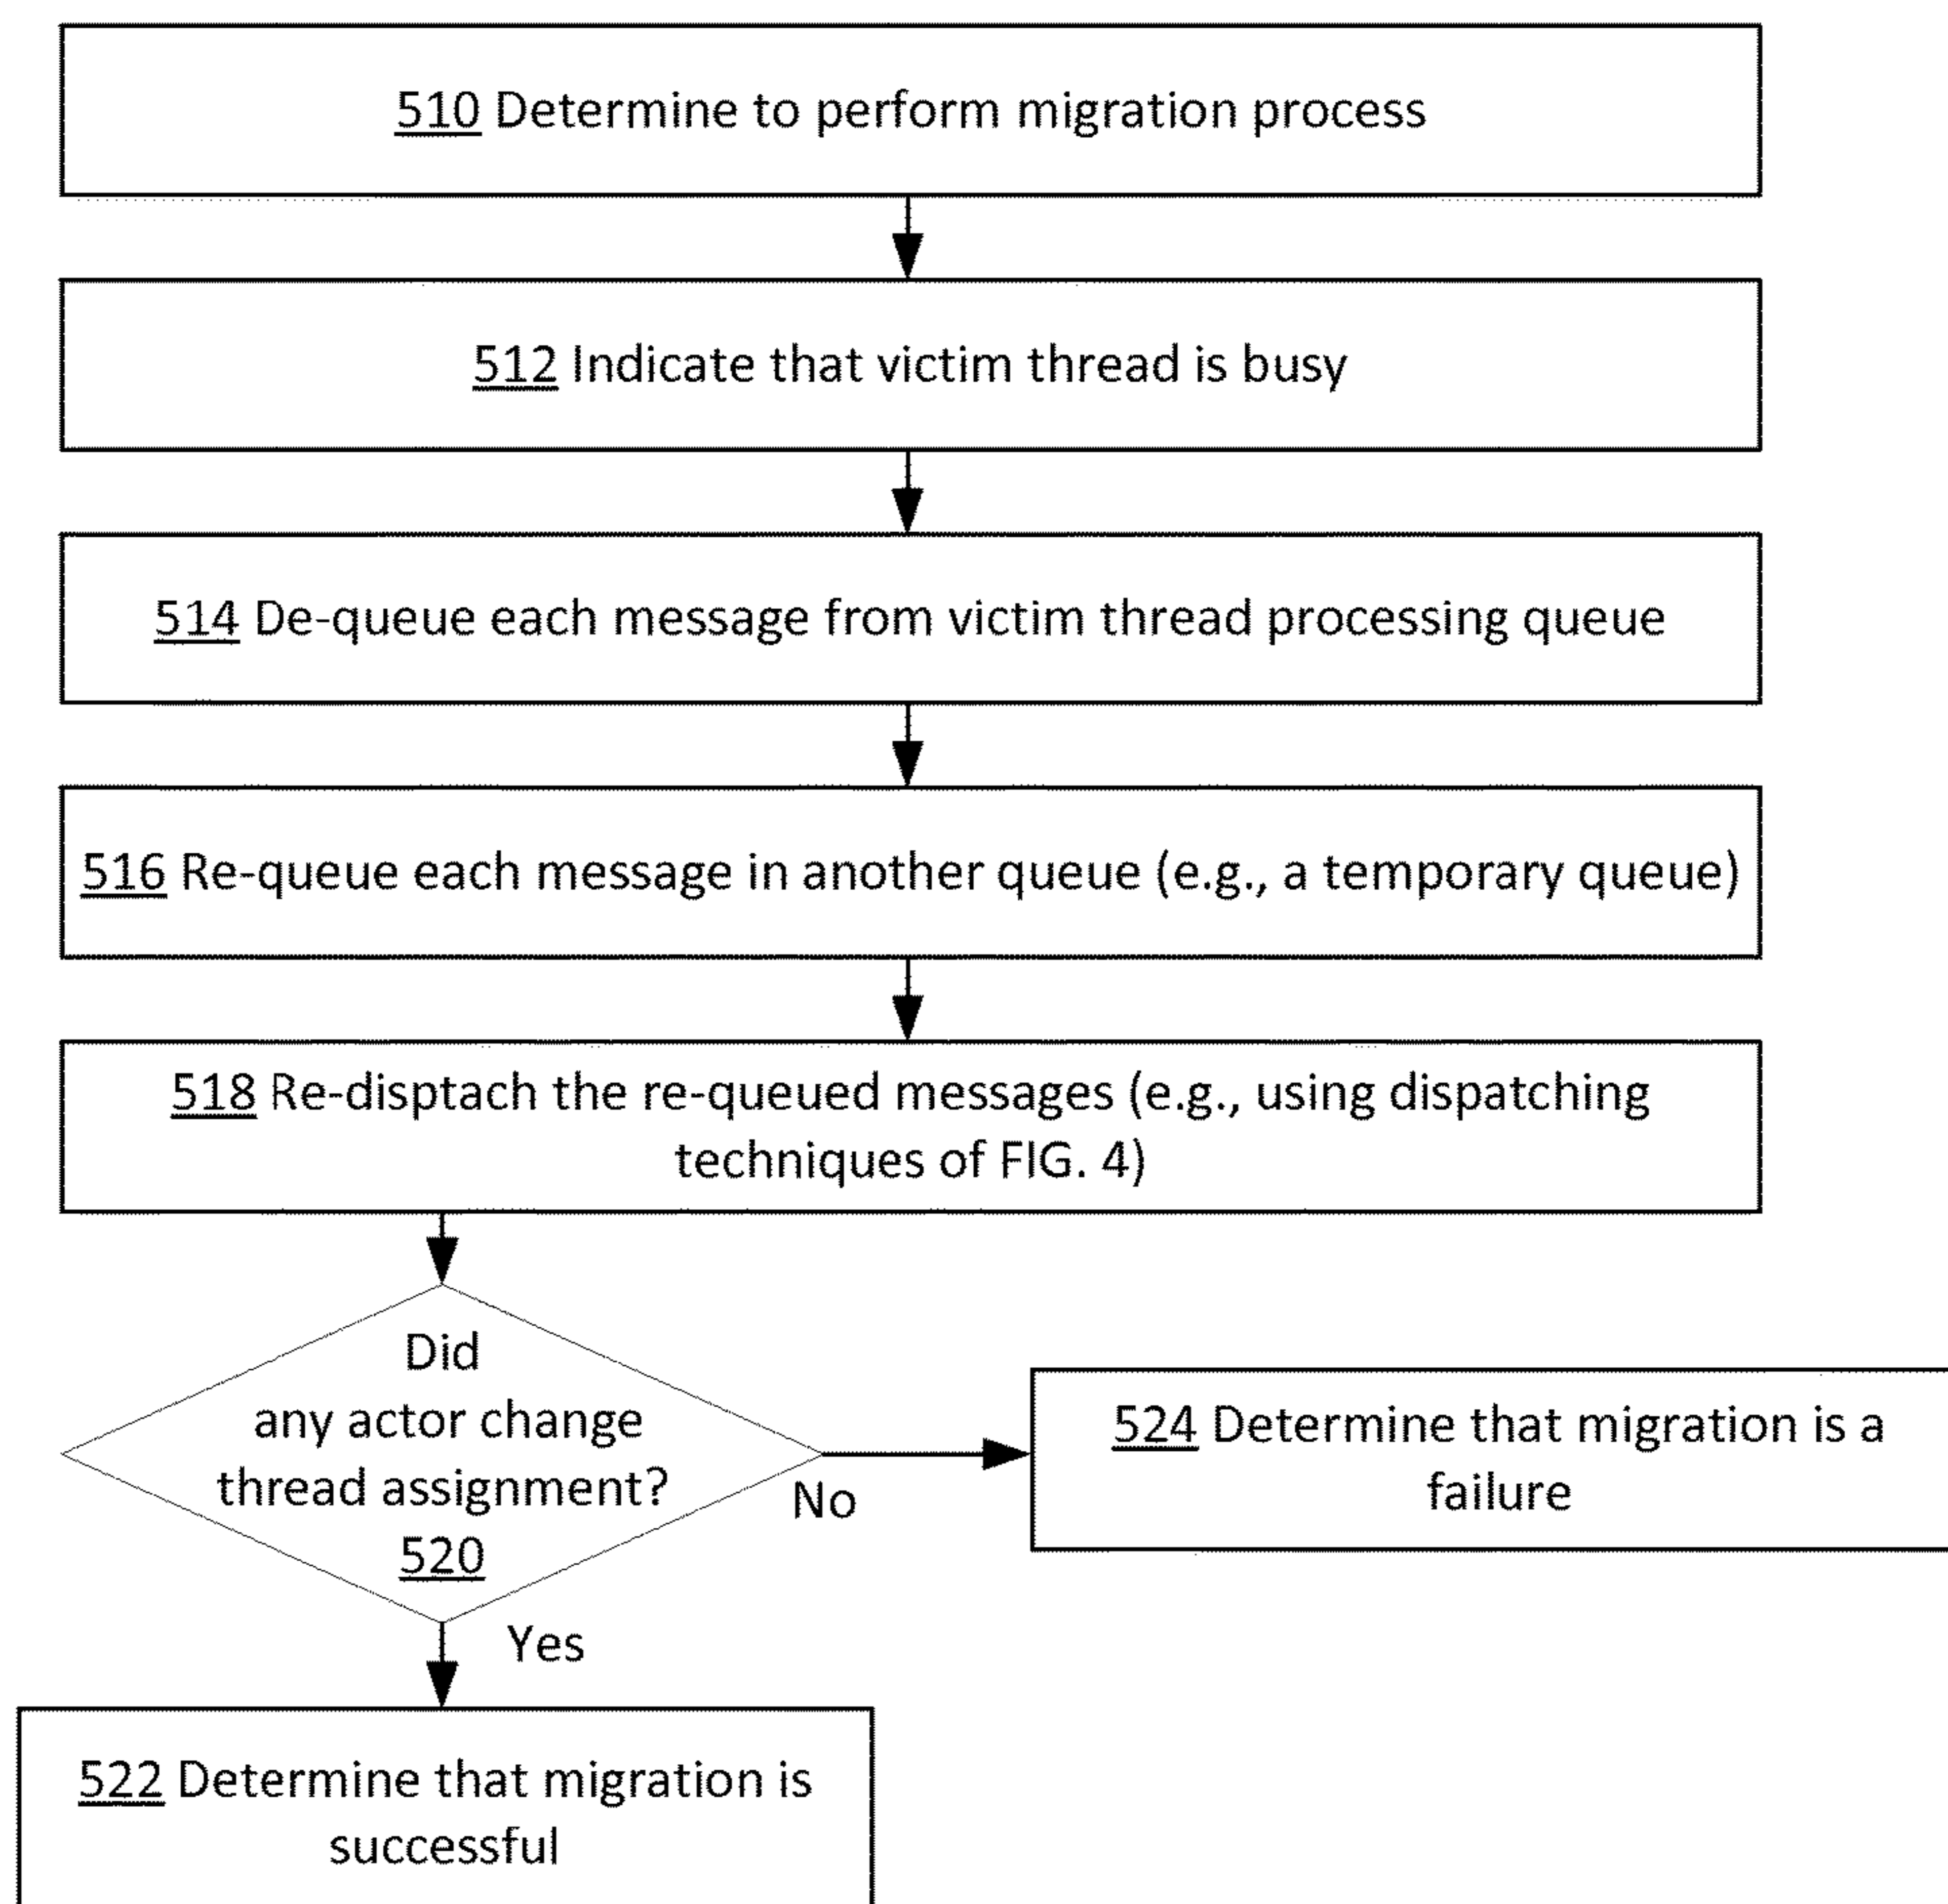 510 Determine to perform migration process
512 Indicate that victim thread is busy
514 De-queue each message from victim thread processing queue
516 Re-queue each message in another queue (e.g., a temporary queue)
518 Re-disptach the re-queued messages (e.g., using dispatching
techniques of FIG. 4)
Did
any actor change
thread assignment?
520
No
524 Determine that migration is a
failure
Yes
522 Determine that migration is
successful